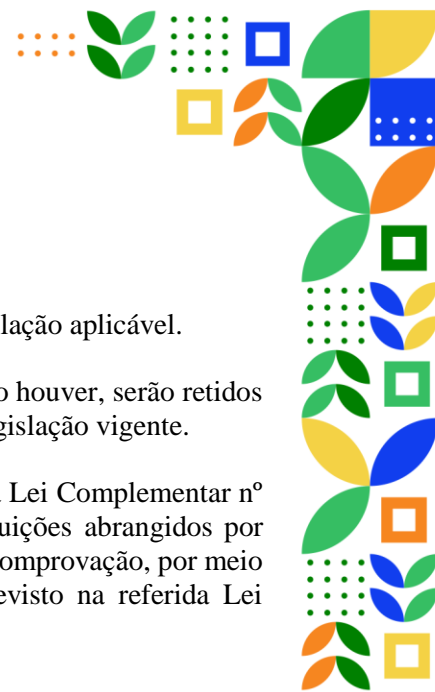 lação aplicável.
o houver, serão retidos
gislação vigente.
Lei Complementar nº
uições abrangidos por
omprovação, por meio
evisto na referida Lei